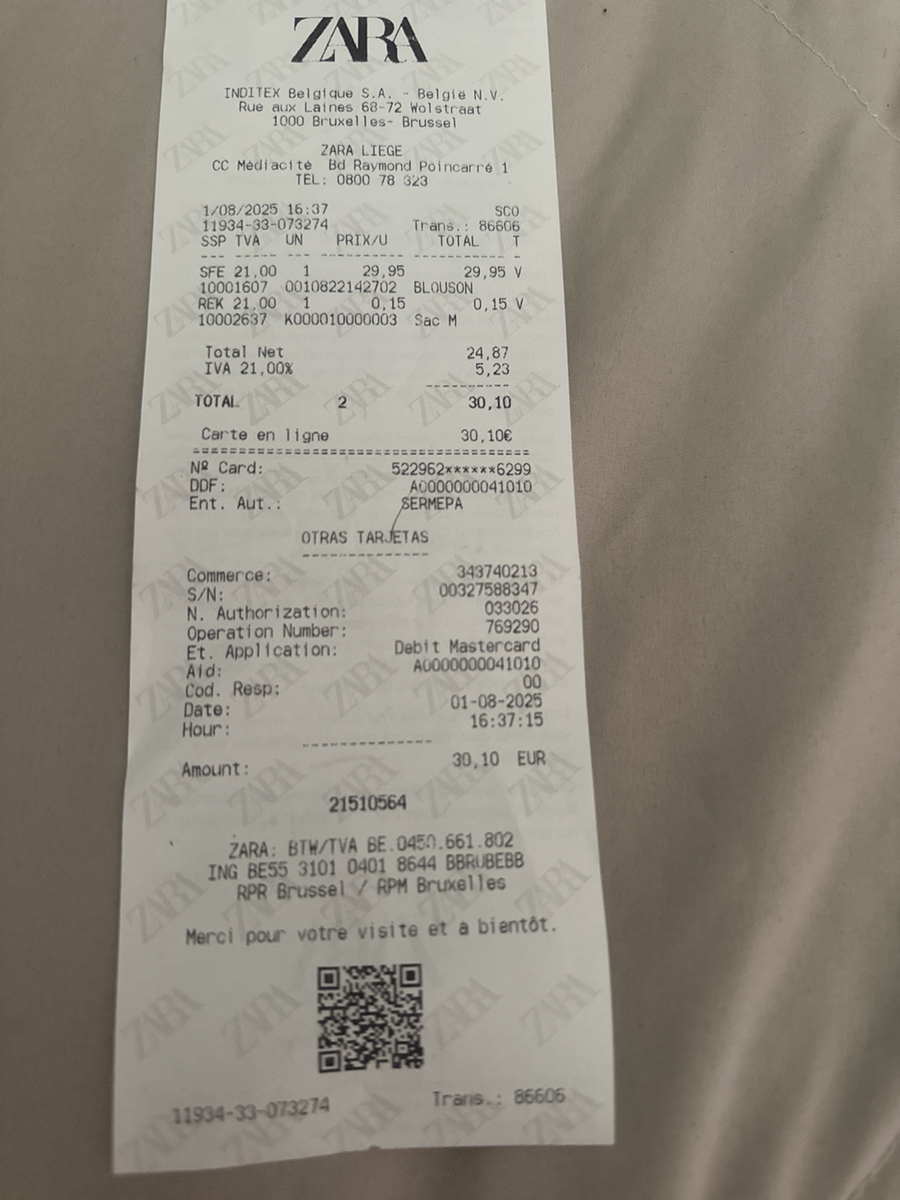 ZARA
INDITEX Belgique S.A. - België N.V.
Rue aux Laines 68-72 Wolstraat
1000 Bruxelles- Brussel
ZARA LIEGE
CC Médiacité Bd Raymond Poincarré 1
TEL: 0800 78 323
1/08/2025 16:37 SCO
11934-33-073274 Trans.: 86606
SSP TVA UN PRIX/U TOTAL T
SFE 21,00 1 29,95 29,95 V
10001607 0010822142702 BLOUSON
REK 21,00 1 0,15 0,15 V
10002637 K000010000003 Sac M
Total Net 24,87
IVA 21,00% 5,23
TOTAL 2 30,10
Carte en ligne 30,10€
Nº Card: 522962******6299
DDF: A0000000041010
Ent. Aut.: SERMEPA
OTRAS TARJETAS
Commerce: 343740213
S/N: 00327588347
N. Authorization: 033026
Operation Number: 769290
Et. Application: Debit Mastercard
Aid: A0000000041010
Cod. Resp: 00
Date: 01-08-2025
Hour: 16:37:15
Amount: 30,10 EUR
21510564
ZARA: BTW/TVA BE.0450.661.802
ING BE55 3101 0401 8644 BBRUBEBB
RPR Brussel / RPM Bruxelles
Merci pour votre visite et à bientôt.
11934-33-073274 Trans.: 86606